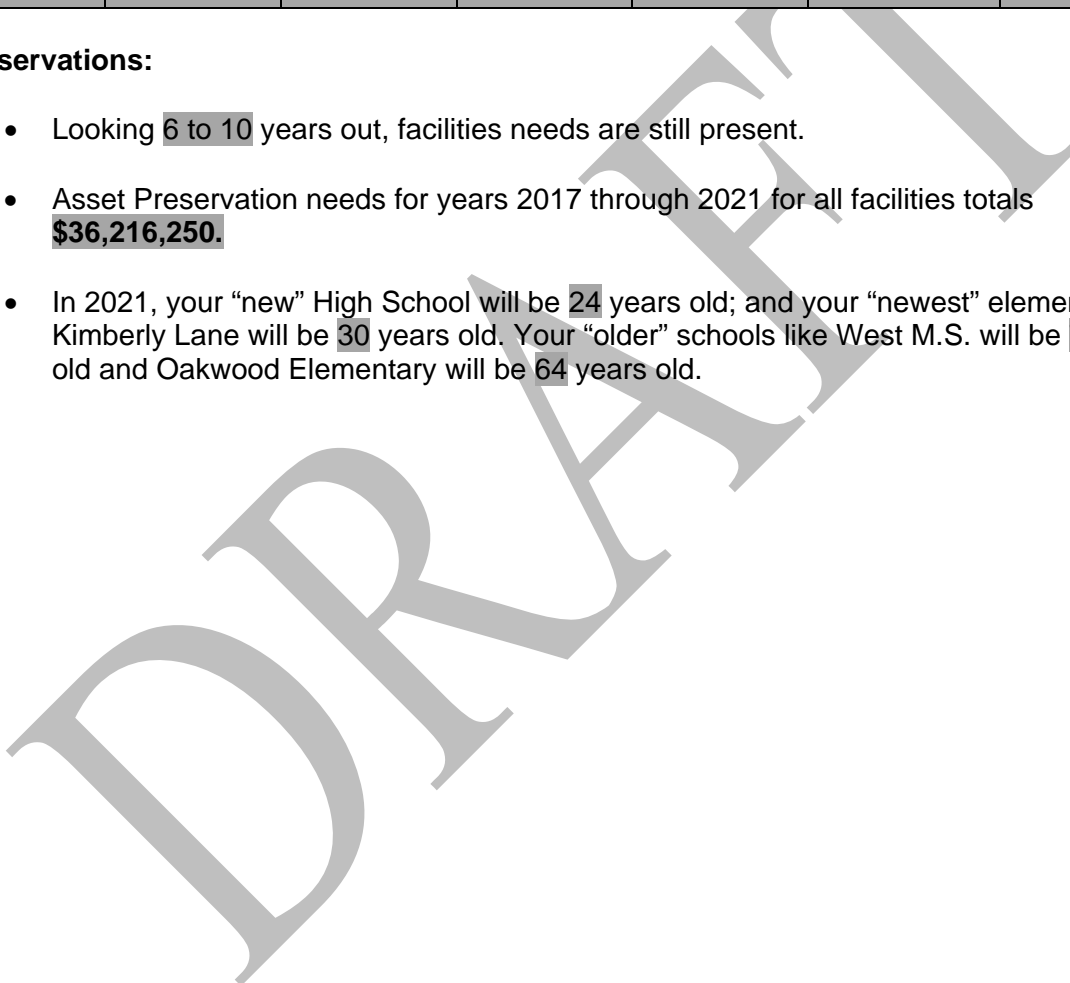 servations:
• Looking 6 to 10 years out, facilities needs are still present.
• Asset Preservation needs for years 2017 through 2021 for all facilities totals
$36,216,250.
• In 2021, your “new” High School will be 24 years old; and your “newest” eleme
Kimberly Lane will be 30 years old. Your “older” schools like West M.S. will be
old and Oakwood Elementary will be 64 years old.
DRAFT